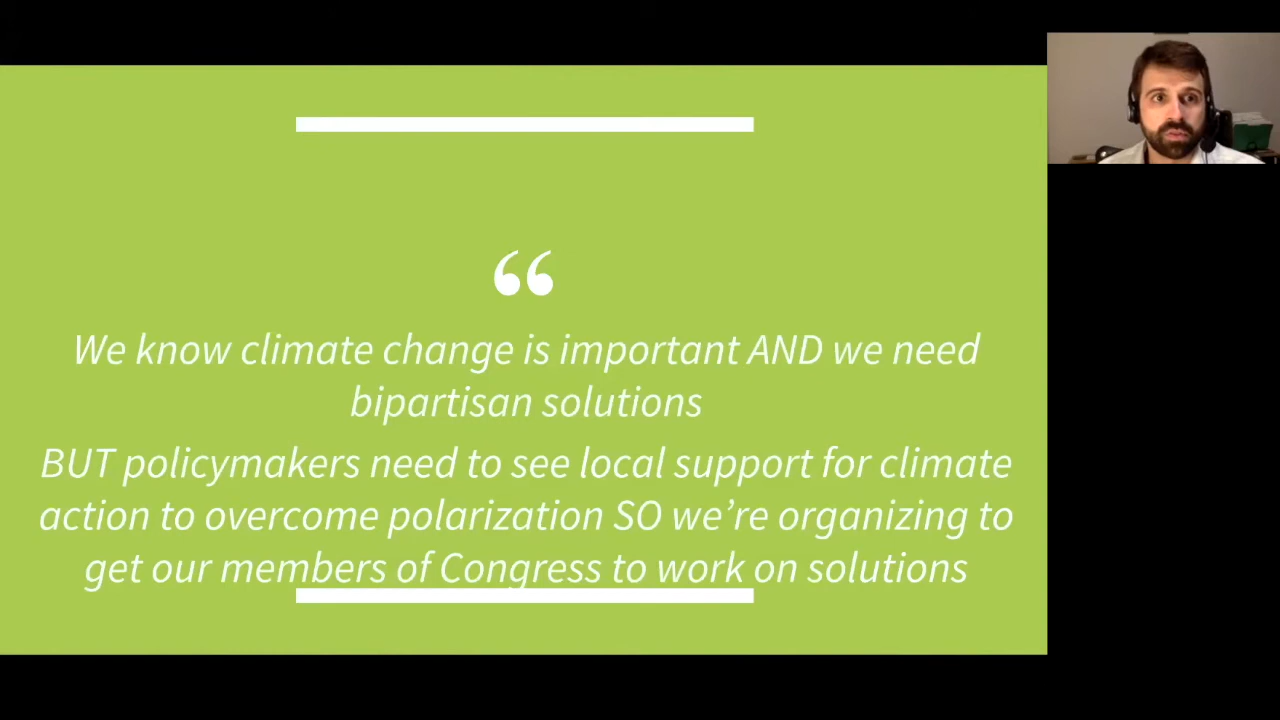 “
We know climate change is important AND we need
bipartisan solutions
BUT policymakers need to see local support for climate
action to overcome polarization SO we’re organizing to
get our members of Congress to work on solutions